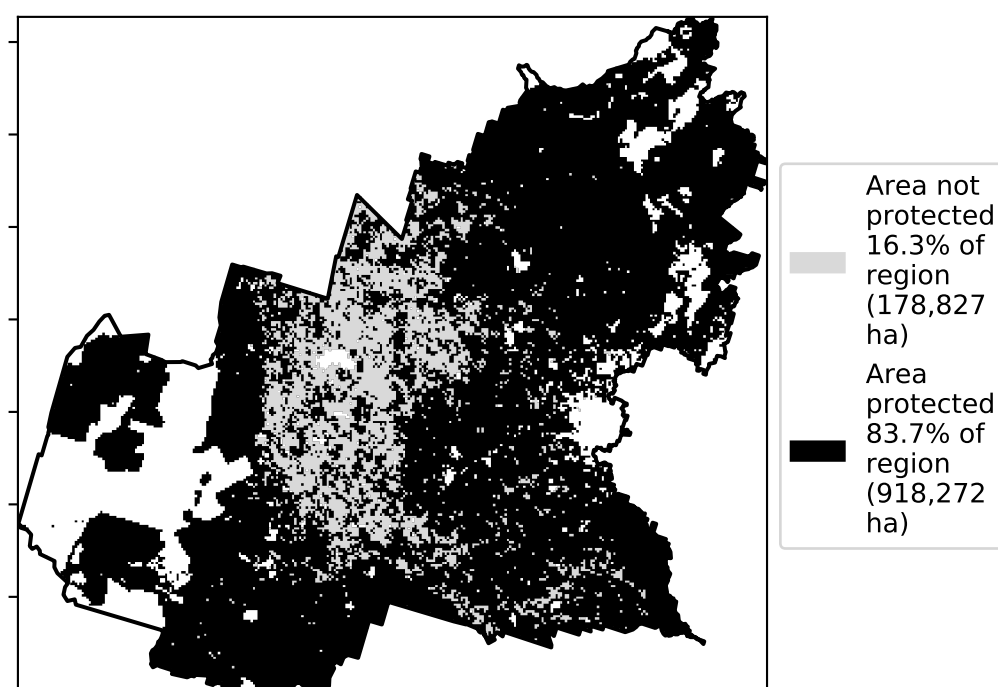 Area not
protected
16.3% of
region
(178,827
ha)
Area
protected
83.7% of
region
(918,272
ha)